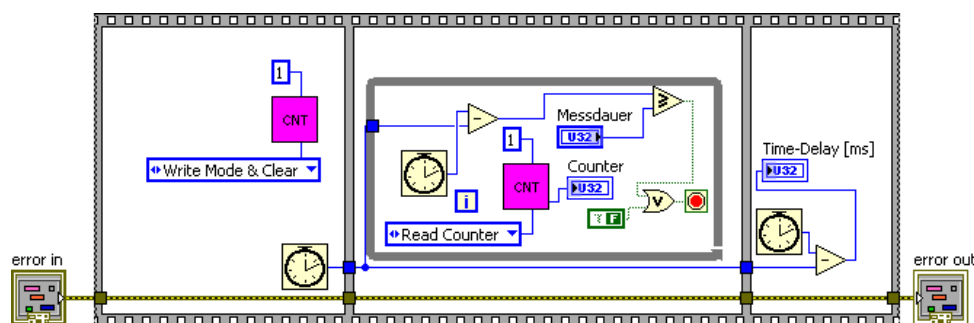 1
CNT
Write Mode & Clear
Messdauer
U32
1
CNT
Counter
U32
i
Read Counter
F
V
Time-Delay [ms]
U32
error in
error out